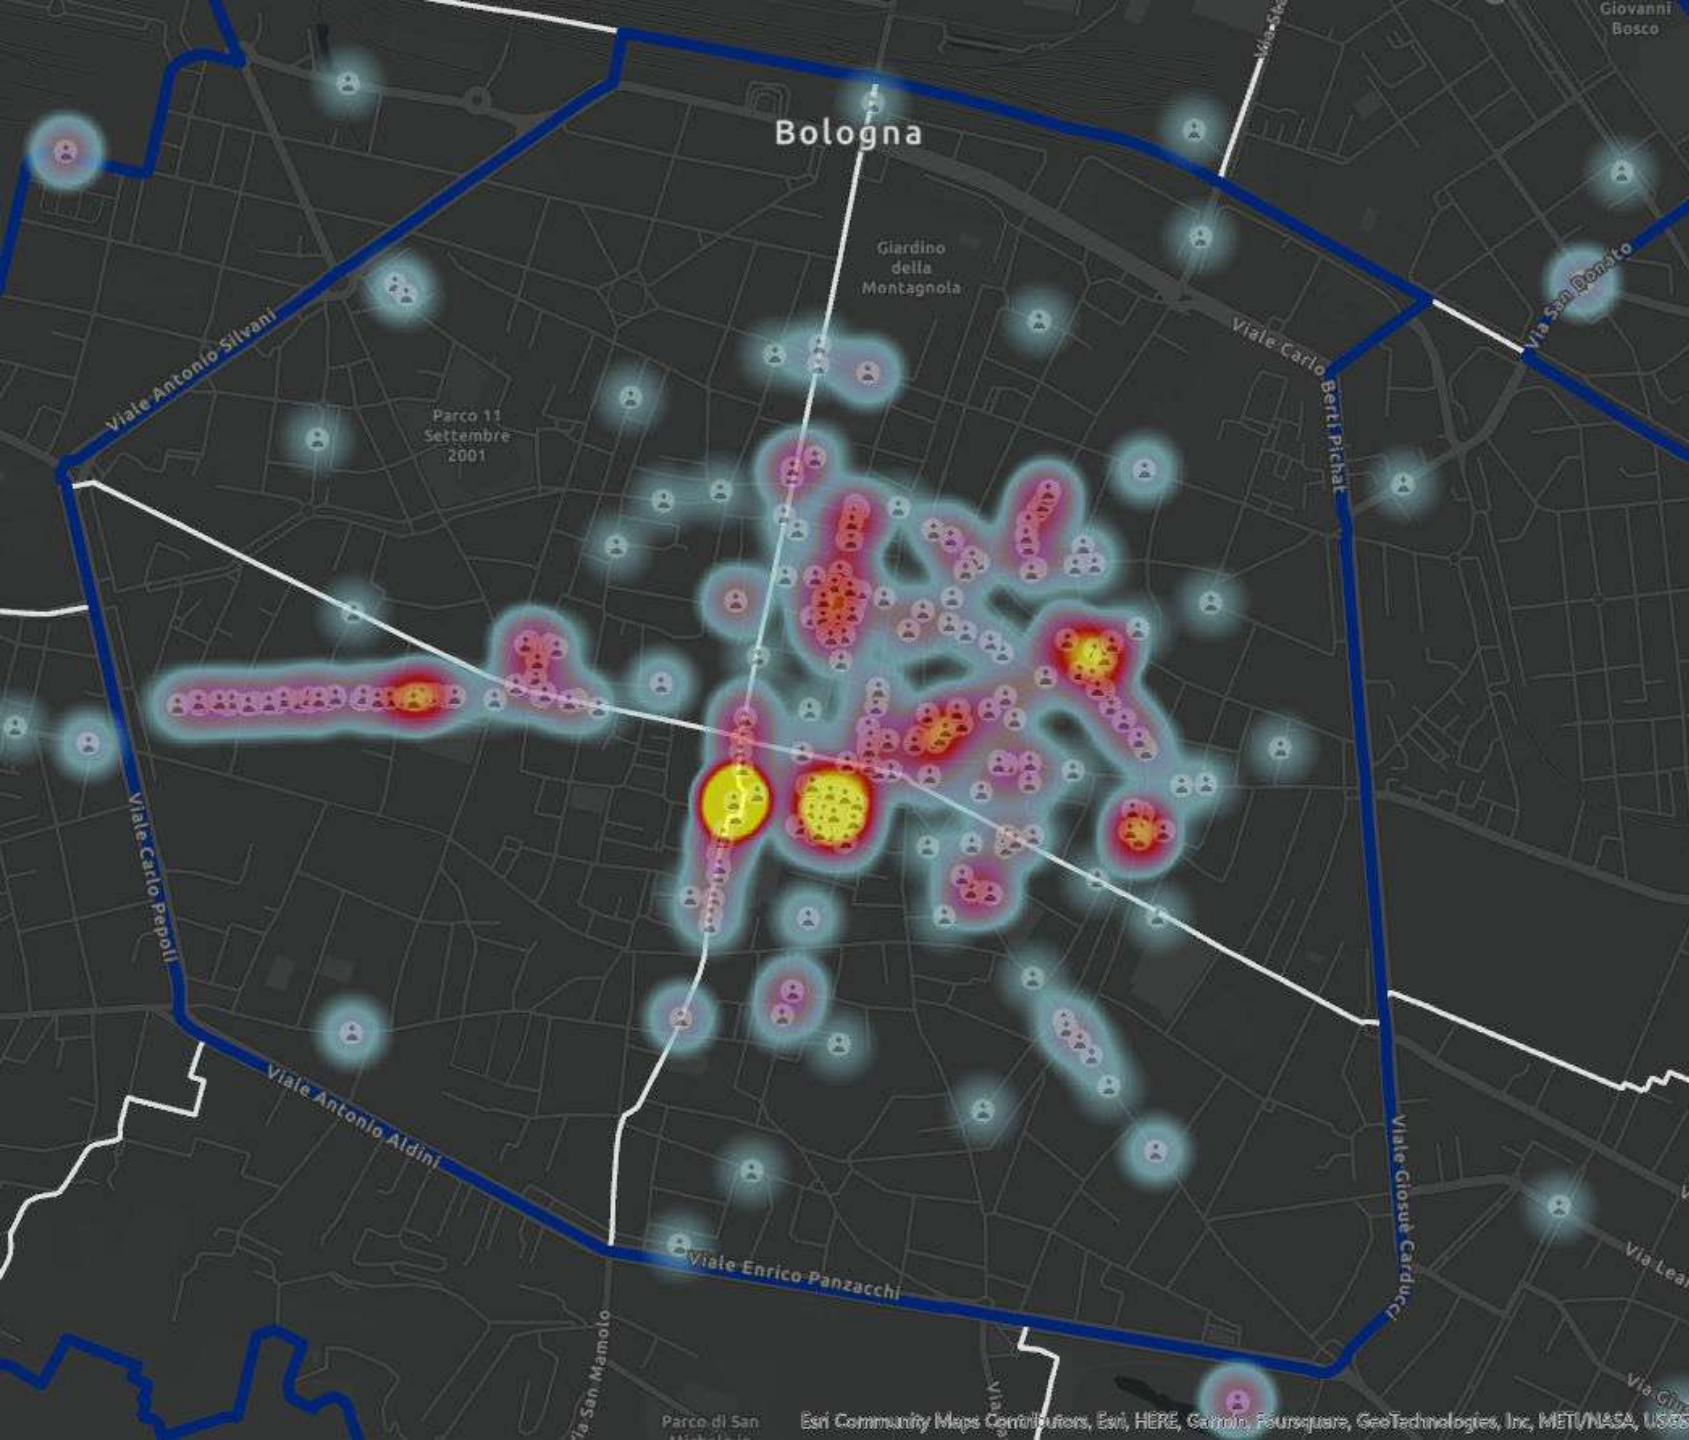 Giovanni
Bosco
Bologna
Giardino
della
Montagnola
Via San Donato
Viale Carlo Berti Pichat
Viale Antonio Silvani
Parco 11
Settembre
2001
Viale Carlo Pepoli
Viale Antonio Aldini
Viale Giosuè Carducci
Viale Enrico Panzacchi
Via San Mamolo
Parco di San
Esri Community Maps Contributors, Esri, HERE, Garmin, Foursquare, GeoTechnologies, Inc, METI/NASA, USGS